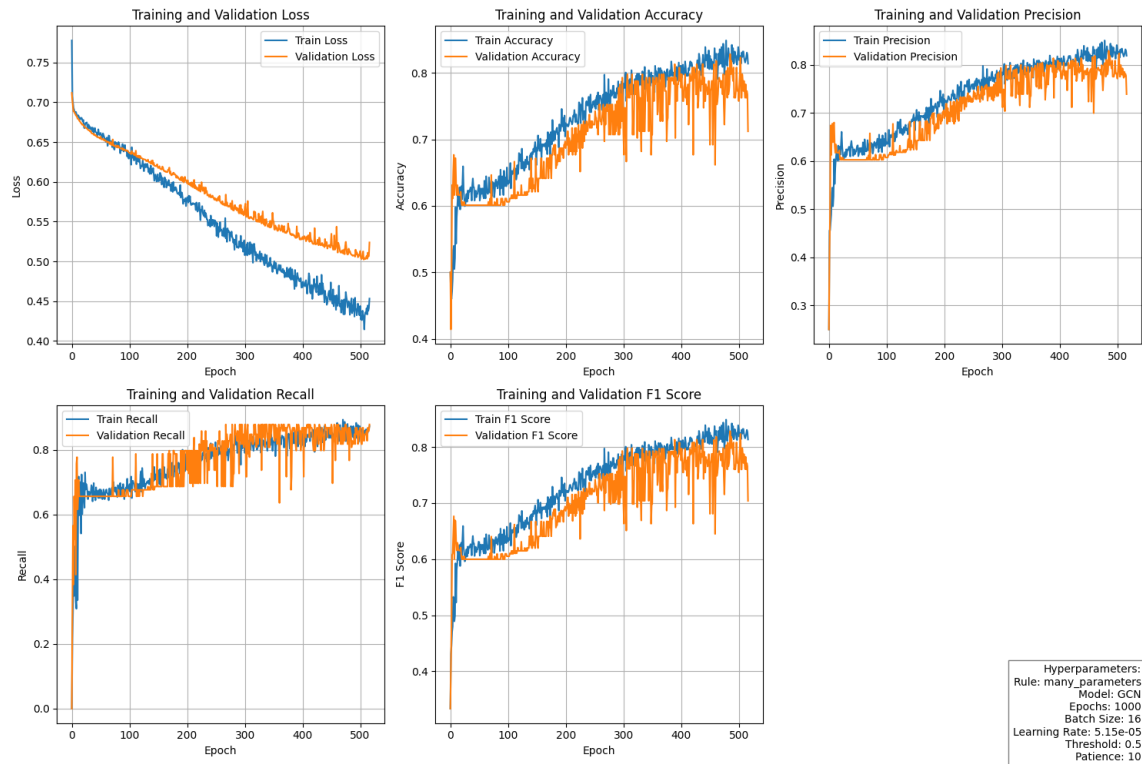 Training and Validation Loss
Train Loss
Validation Loss
0.75
0.70
0.65
0.60
0.55
0.50
0.45
0.40
Loss
0 100 200 300 400 500
Epoch
Training and Validation Accuracy
Train Accuracy
Validation Accuracy
0.8
0.7
0.6
0.5
0.4
Accuracy
0 100 200 300 400 500
Epoch
Training and Validation Precision
Train Precision
Validation Precision
0.8
0.7
0.6
0.5
0.4
0.3
Precision
0 100 200 300 400 500
Epoch
Training and Validation Recall
Train Recall
Validation Recall
0.8
0.6
0.4
0.2
0.0
Recall
0 100 200 300 400 500
Epoch
Training and Validation F1 Score
Train F1 Score
Validation F1 Score
0.8
0.7
0.6
0.5
0.4
F1 Score
0 100 200 300 400 500
Epoch
Hyperparameters:
Rule: many_parameters
Model: GCN
Epochs: 1000
Batch Size: 16
Learning Rate: 5.15e-05
Threshold: 0.5
Patience: 10